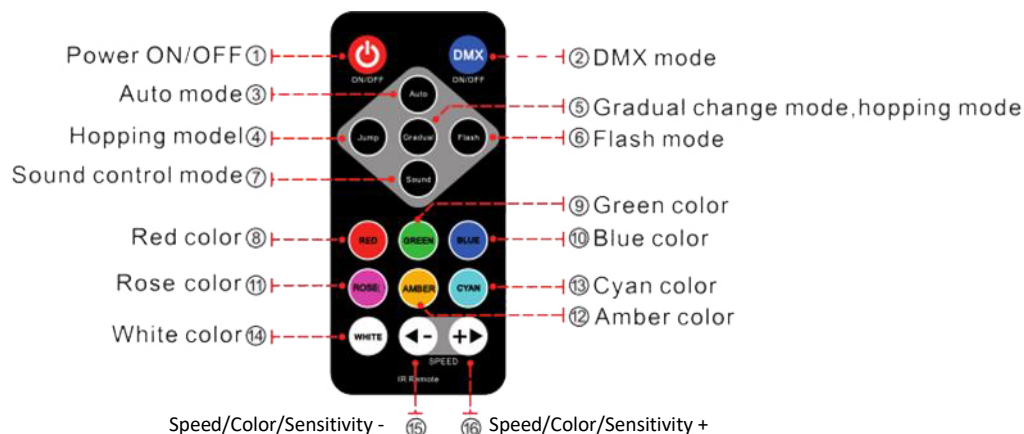 Power ON/OFF①
DMX
②DMX mode
ON/OFF
ON/OFF
Auto mode③
Auto
⑤Gradual change mode,hopping mode
Hopping model④
Jump
Gradual
Flash
⑥Flash mode
Sound control mode⑦
Sound
⑨Green color
Red color⑧
RED
GREEN
BLUE
⑩Blue color
Rose color⑪
ROSE
AMBER
CYAN
⑬Cyan color
⑫Amber color
White color⑭
WHITE
◀-
+▶
SPEED
IR Remote
Speed/Color/Sensitivity - ⑮
⑯ Speed/Color/Sensitivity +